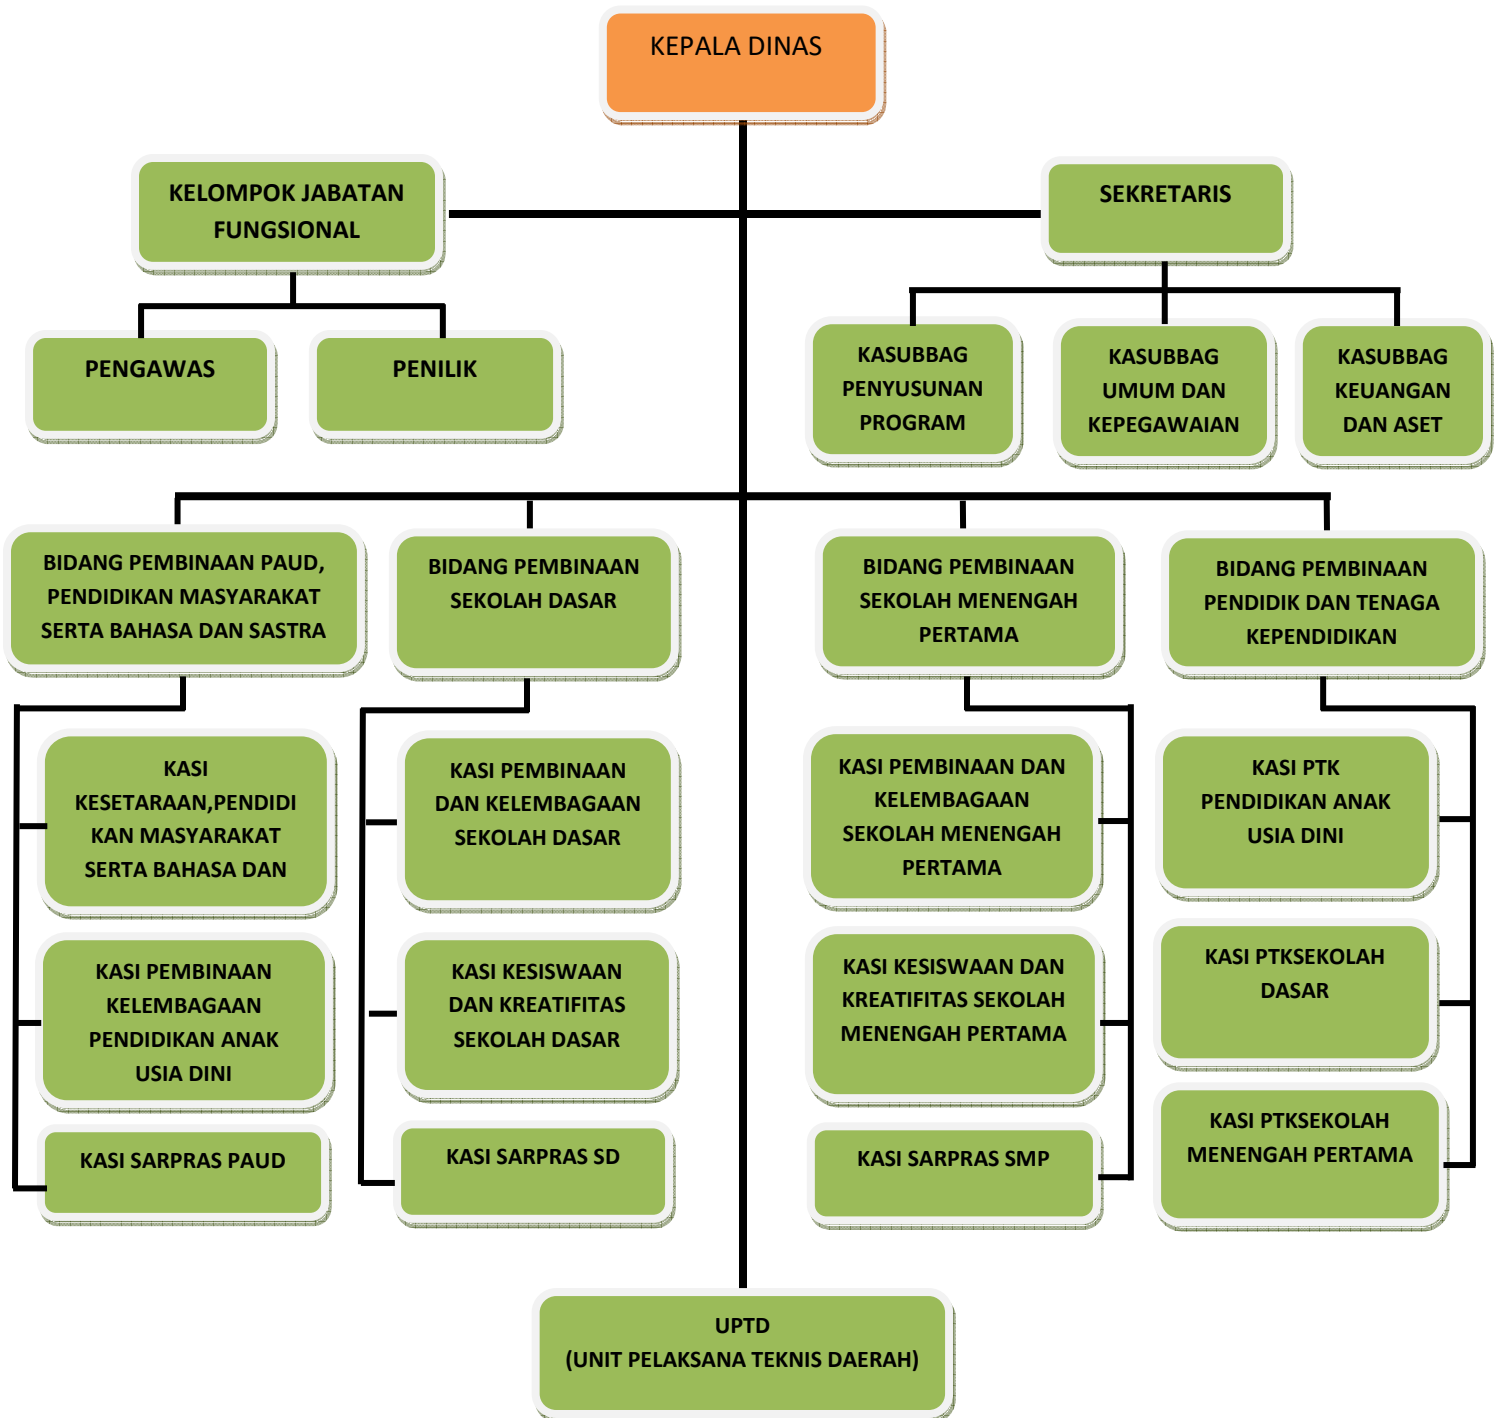 KEPALA DINAS
KELOMPOK JABATAN
FUNGSIONAL
SEKRETARIS
PENGAWAS
PENILIK
KASUBBAG
PENYUSUNAN
PROGRAM
KASUBBAG
UMUM DAN
KEPEGAWAIAN
KASUBBAG
KEUANGAN
DAN ASET
BIDANG PEMBINAAN PAUD,
PENDIDIKAN MASYARAKAT
SERTA BAHASA DAN SASTRA
BIDANG PEMBINAAN
SEKOLAH DASAR
BIDANG PEMBINAAN
SEKOLAH MENENGAH
PERTAMA
BIDANG PEMBINAAN
PENDIDIK DAN TENAGA
KEPENDIDIKAN
KASI
KESETARAAN,PENDIDI
KAN MASYARAKAT
SERTA BAHASA DAN
KASI PEMBINAAN
DAN KELEMBAGAAN
SEKOLAH DASAR
KASI PEMBINAAN DAN
KELEMBAGAAN
SEKOLAH MENENGAH
PERTAMA
KASI PTK
PENDIDIKAN ANAK
USIA DINI
KASI PEMBINAAN
KELEMBAGAAN
PENDIDIKAN ANAK
USIA DINI
KASI KESISWAAN
DAN KREATIFITAS
SEKOLAH DASAR
KASI KESISWAAN DAN
KREATIFITAS SEKOLAH
MENENGAH PERTAMA
KASI PTKSEKOLAH
DASAR
KASI SARPRAS PAUD
KASI SARPRAS SD
KASI SARPRAS SMP
KASI PTKSEKOLAH
MENENGAH PERTAMA
UPTD
(UNIT PELAKSANA TEKNIS DAERAH)